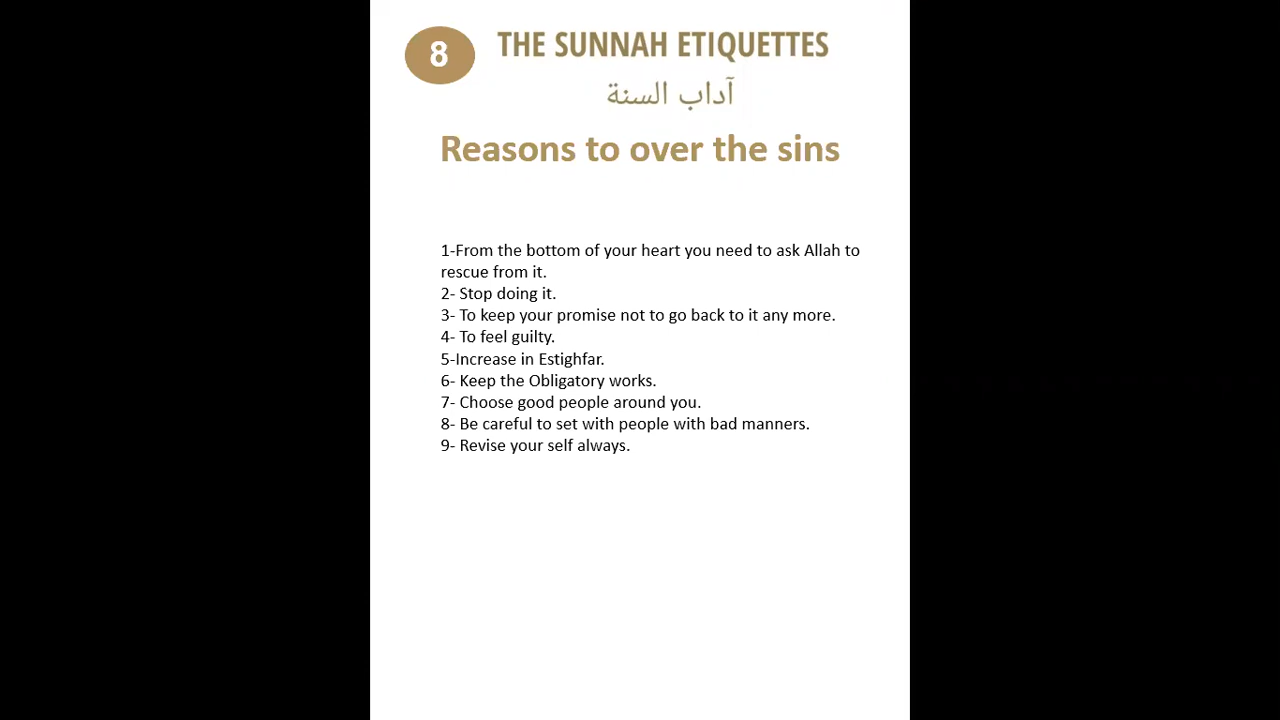 8
THE SUNNAH ETIQUETTES
آداب السنة
Reasons to over the sins
1-From the bottom of your heart you need to ask Allah to
rescue from it.
2- Stop doing it.
3- To keep your promise not to go back to it any more.
4- To feel guilty.
5-Increase in Estighfar.
6- Keep the Obligatory works.
7- Choose good people around you.
8- Be careful to set with people with bad manners.
9- Revise your self always.